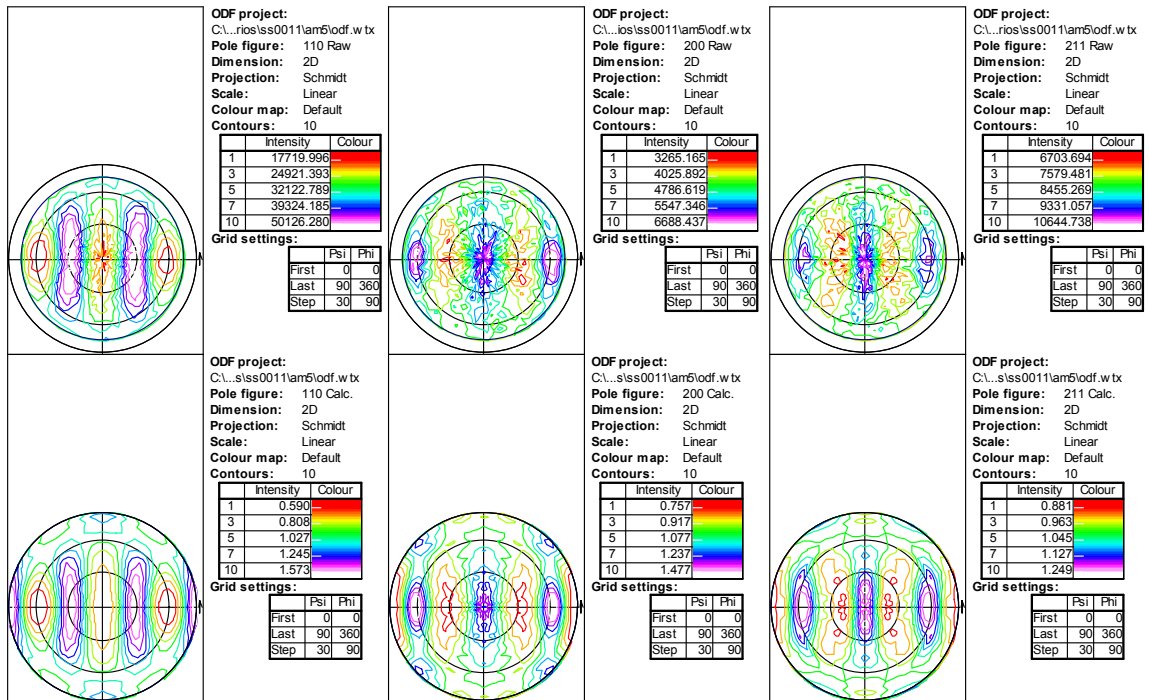 ODF project:
C:\...rios\ss0011\am5\odf.wtx
Pole figure: 110 Raw
Dimension: 2D
Projection: Schmidt
Scale: Linear
Colour map: Default
Contours: 10
Intensity Colour
1 17719.996
3 24921.393
5 32122.789
7 39324.185
10 50126.280
Grid settings:
Psi Phi
First 0 0
Last 90 360
Step 30 90
ODF project:
C:\...ios\ss0011\am5\odf.wtx
Pole figure: 200 Raw
Dimension: 2D
Projection: Schmidt
Scale: Linear
Colour map: Default
Contours: 10
Intensity Colour
1 3265.165
3 4025.892
5 4786.619
7 5547.346
10 6688.437
Grid settings:
Psi Phi
First 0 0
Last 90 360
Step 30 90
ODF project:
C:\...rios\ss0011\am5\odf.wtx
Pole figure: 211 Raw
Dimension: 2D
Projection: Schmidt
Scale: Linear
Colour map: Default
Contours: 10
Intensity Colour
1 6703.694
3 7579.481
5 8455.269
7 9331.057
10 10644.738
Grid settings:
Psi Phi
First 0 0
Last 90 360
Step 30 90
ODF project:
C:\...s\ss0011\am5\odf.wtx
Pole figure: 110 Calc.
Dimension: 2D
Projection: Schmidt
Scale: Linear
Colour map: Default
Contours: 10
Intensity Colour
1 0.590
3 0.808
5 1.027
7 1.245
10 1.573
Grid settings:
Psi Phi
First 0 0
Last 90 360
Step 30 90
ODF project:
C:\...s\ss0011\am5\odf.wtx
Pole figure: 200 Calc.
Dimension: 2D
Projection: Schmidt
Scale: Linear
Colour map: Default
Contours: 10
Intensity Colour
1 0.757
3 0.917
5 1.077
7 1.237
10 1.477
Grid settings:
Psi Phi
First 0 0
Last 90 360
Step 30 90
ODF project:
C:\...s\ss0011\am5\odf.wtx
Pole figure: 211 Calc.
Dimension: 2D
Projection: Schmidt
Scale: Linear
Colour map: Default
Contours: 10
Intensity Colour
1 0.881
3 0.963
5 1.045
7 1.127
10 1.249
Grid settings:
Psi Phi
First 0 0
Last 90 360
Step 30 90